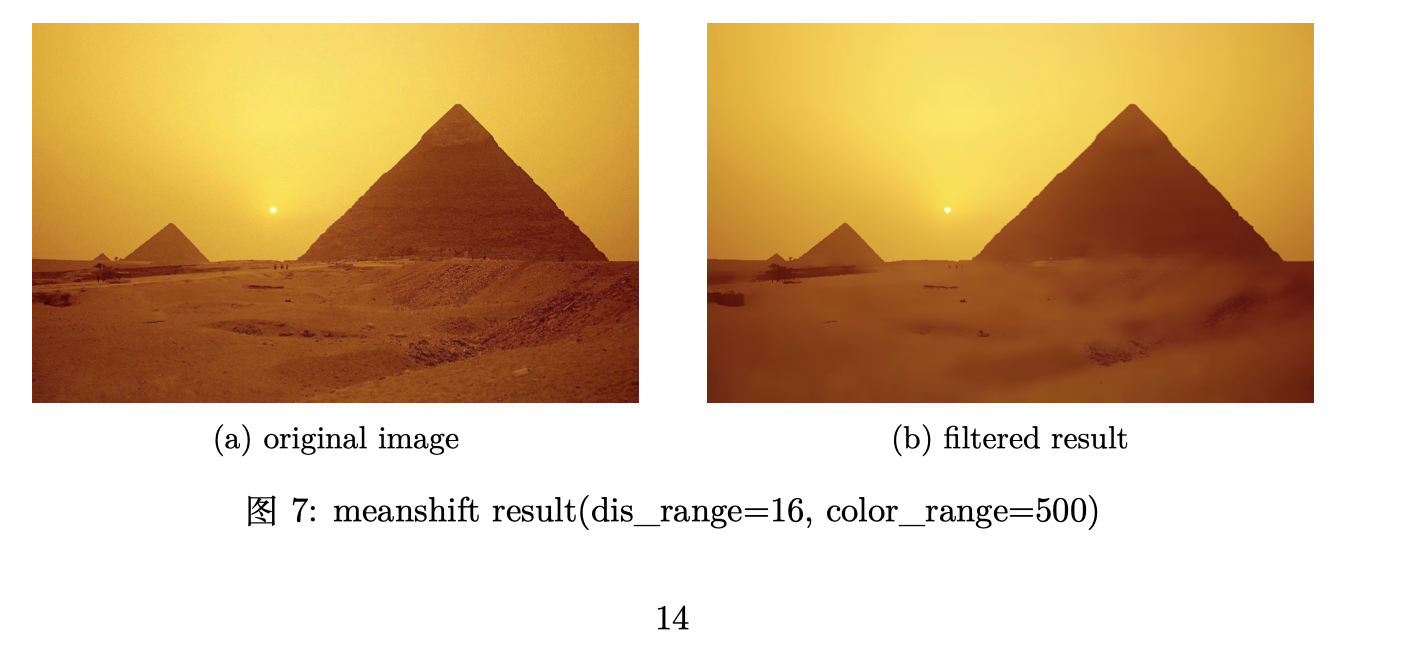 (a) original image
(b) filtered result
图 7: meanshift result(dis_range=16, color_range=500)
14